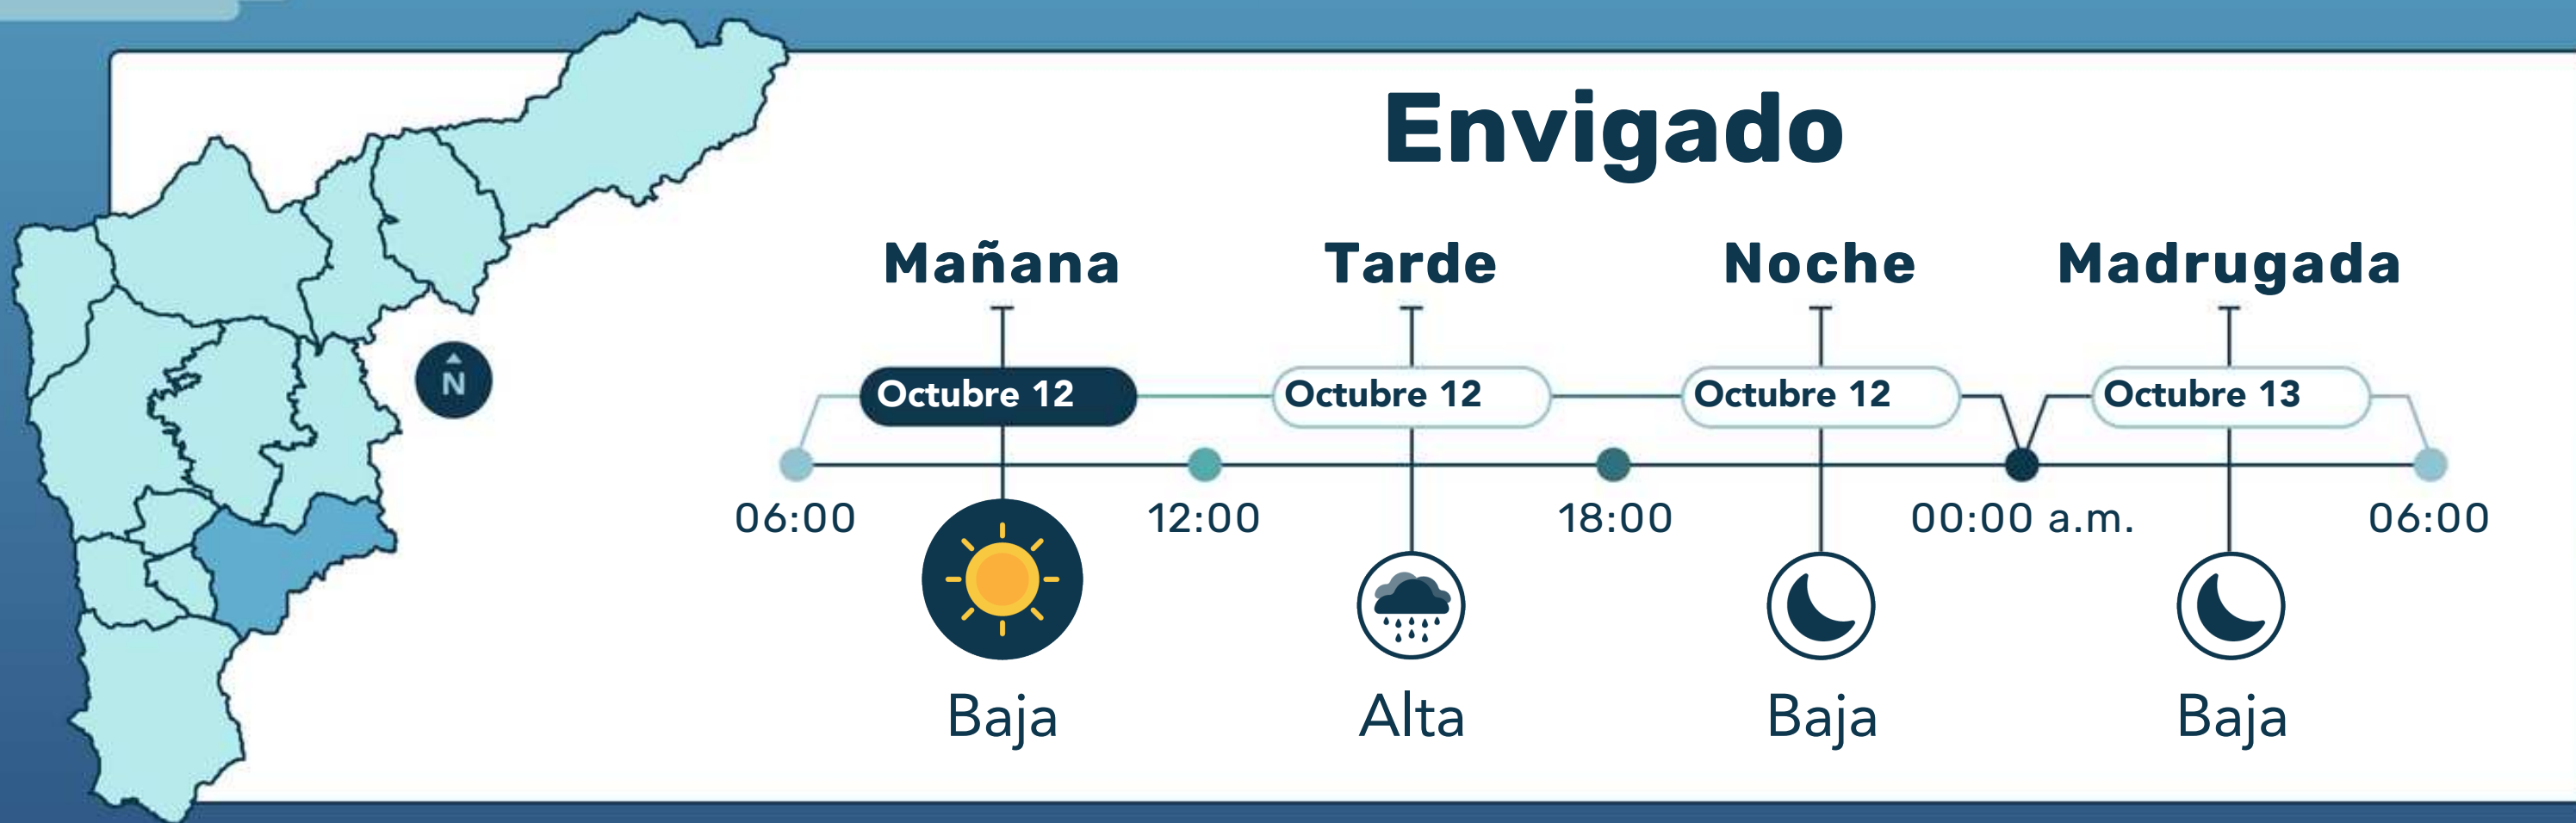 Envigado
Mañana Tarde Noche Madrugada
Octubre 12 Octubre 12 Octubre 12 Octubre 13
N
06:00 12:00 18:00 00:00 a.m. 06:00
Baja Alta Baja Baja